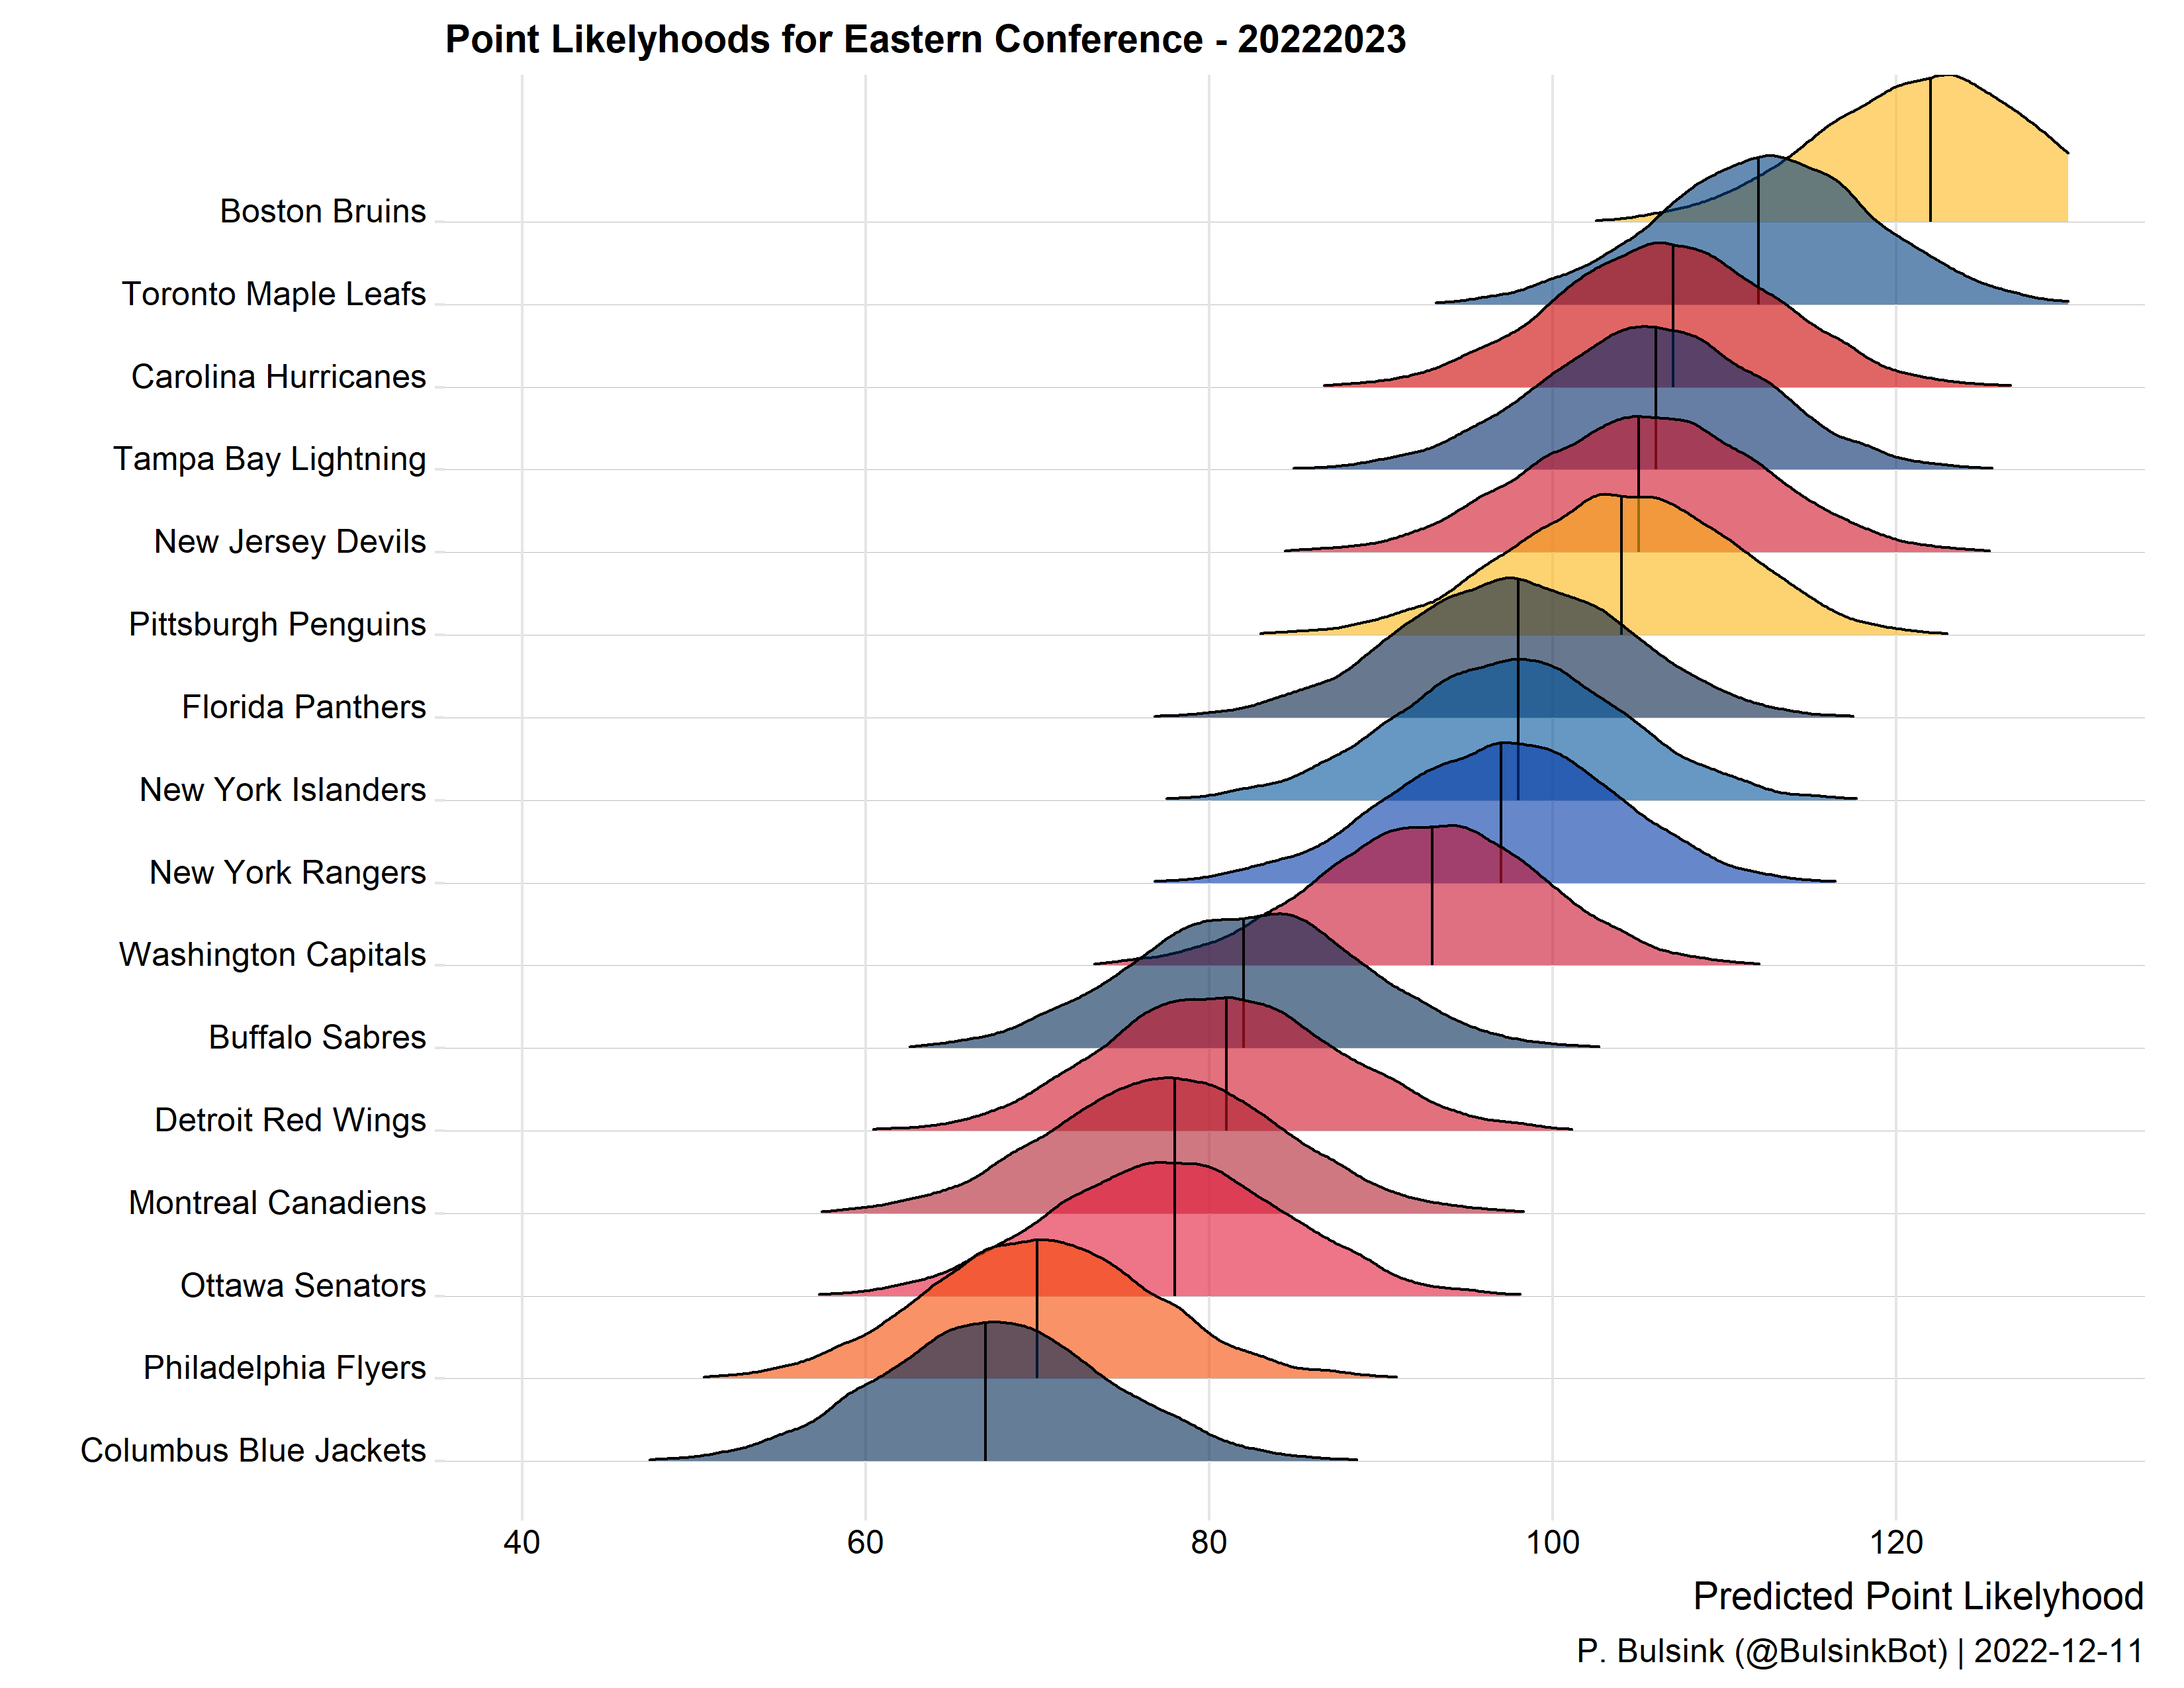 Point Likelyhoods for Eastern Conference - 20222023
Boston Bruins
Toronto Maple Leafs
Carolina Hurricanes
Tampa Bay Lightning
New Jersey Devils
Pittsburgh Penguins
Florida Panthers
New York Islanders
New York Rangers
Washington Capitals
Buffalo Sabres
Detroit Red Wings
Montreal Canadiens
Ottawa Senators
Philadelphia Flyers
Columbus Blue Jackets
40 60 80 100 120
Predicted Point Likelyhood
P. Bulsink (@BulsinkBot) | 2022-12-11